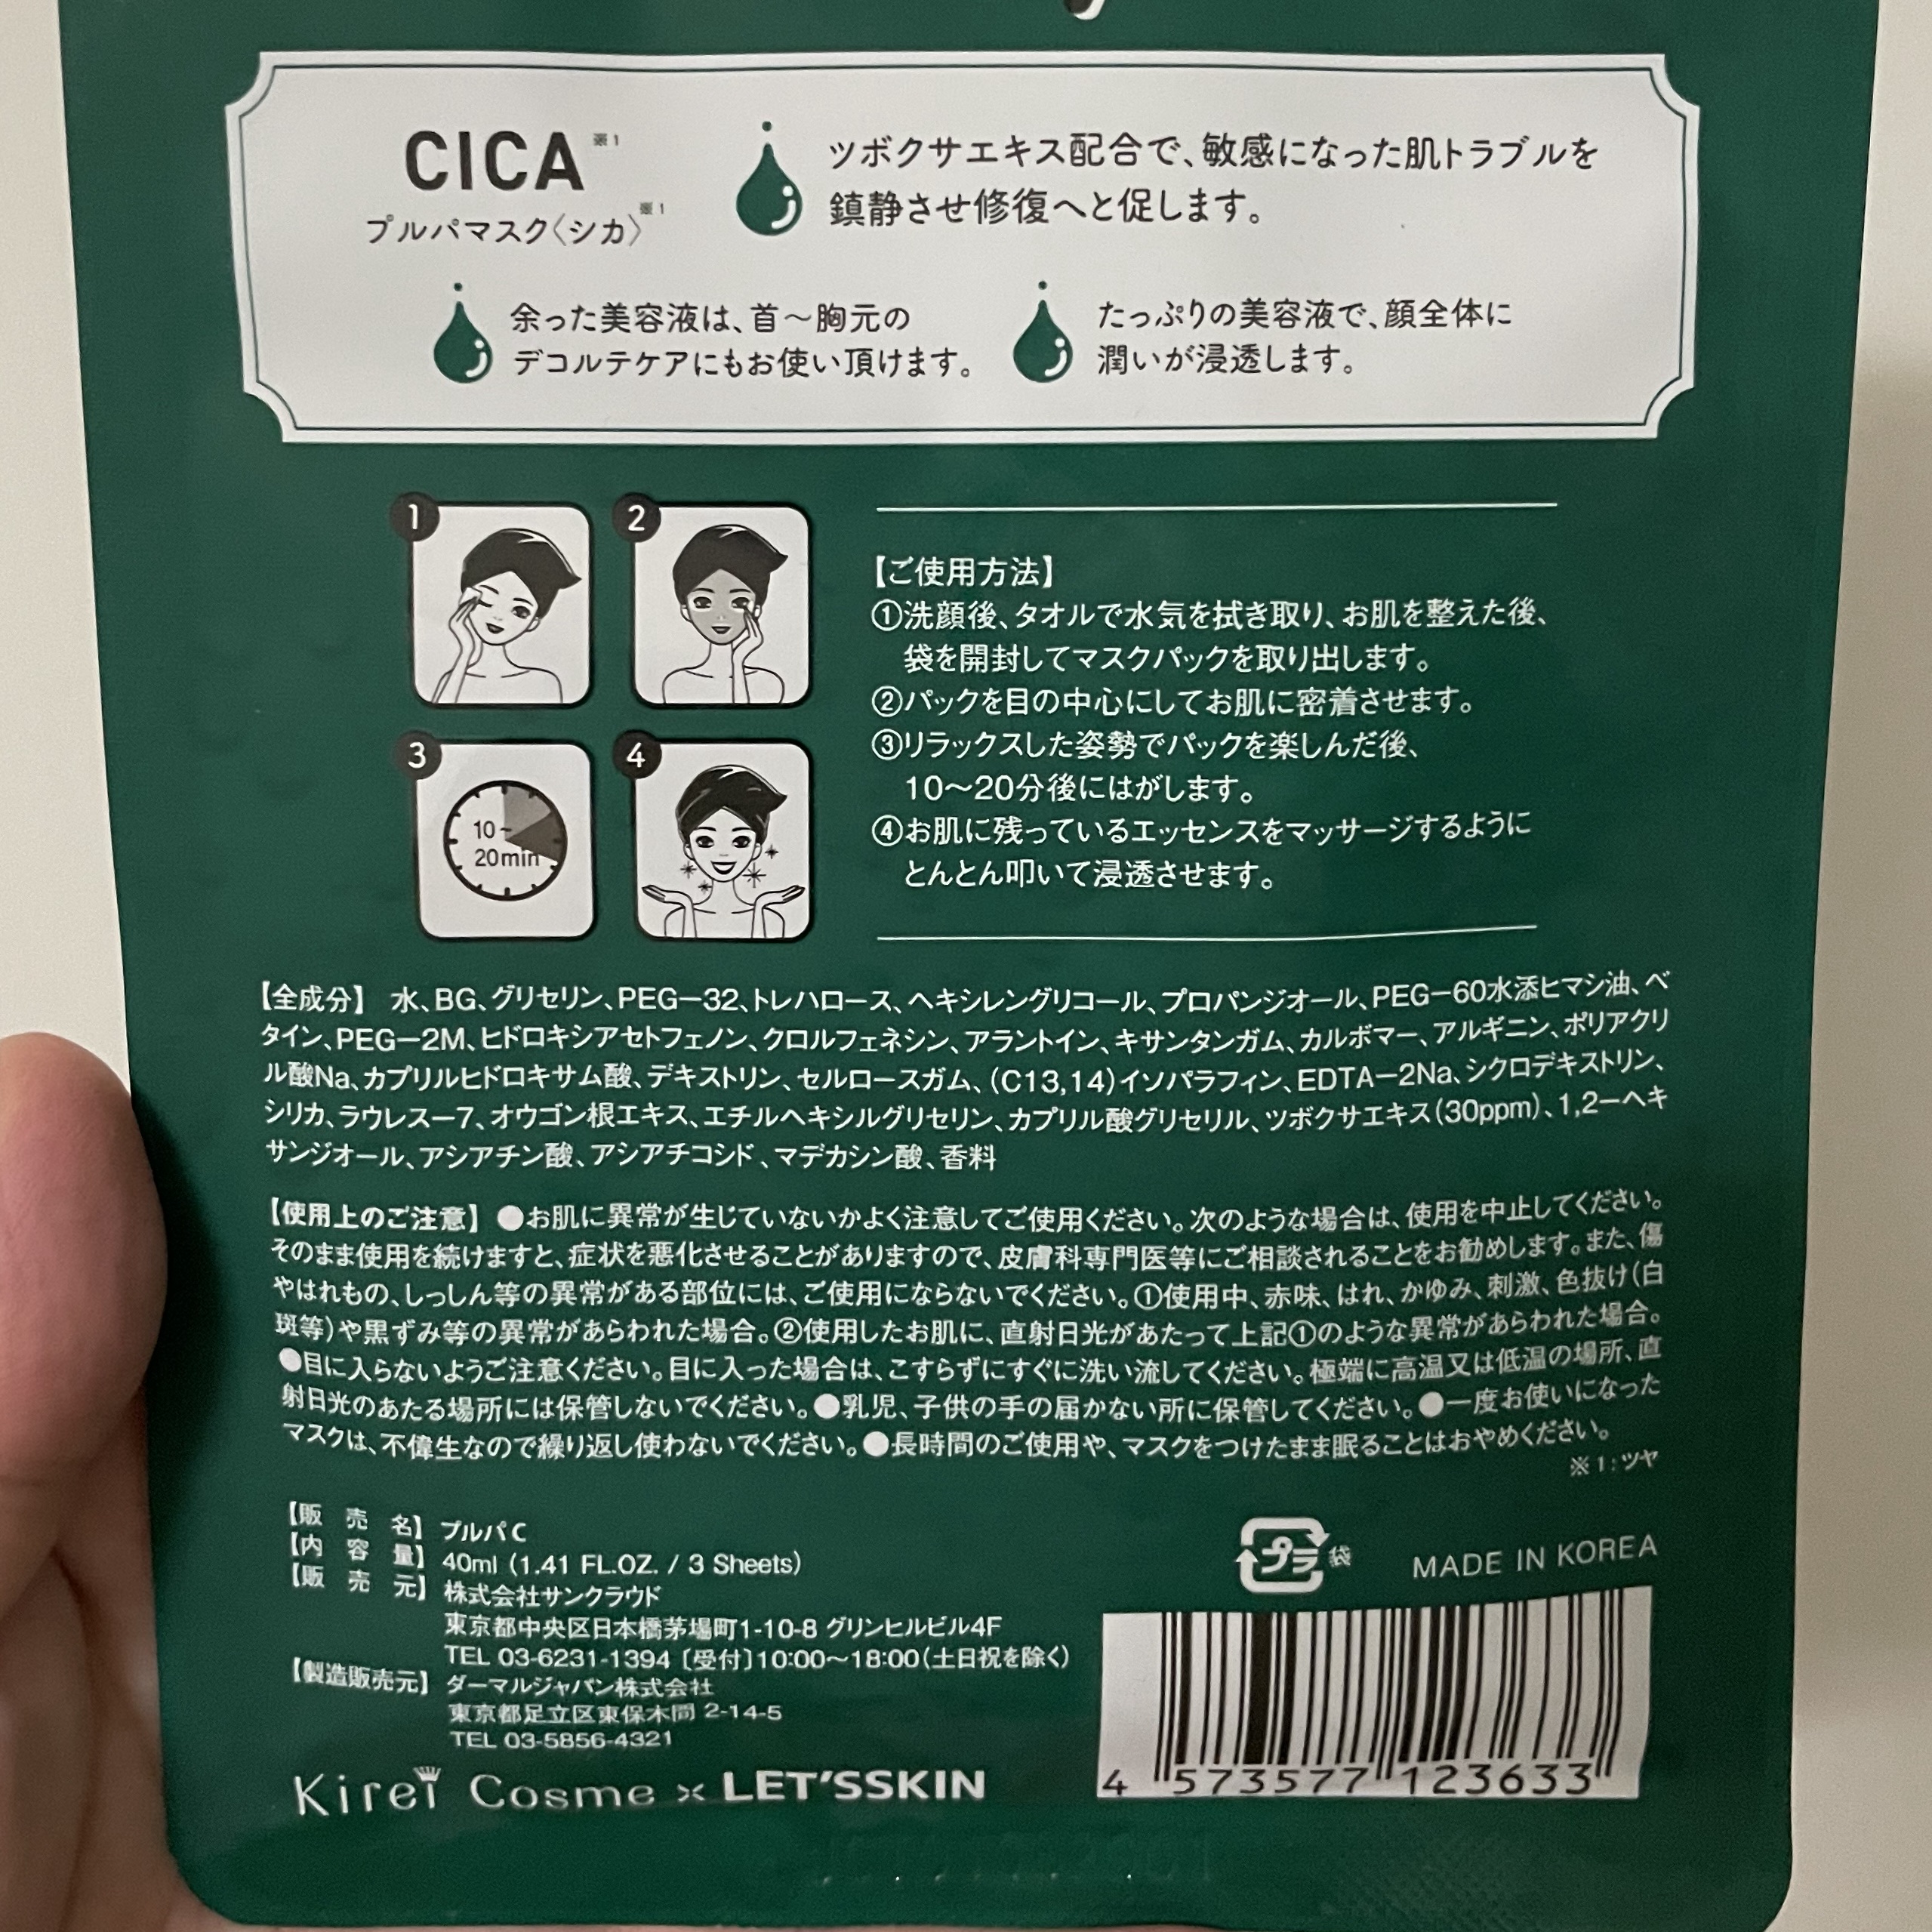 CICA※1
プルパマスク〈シカ〉※1
ツボクサエキス配合で、敏感になった肌トラブルを
鎮静させ修復へと促します。
余った美容液は、首〜胸元の
デコルテケアにもお使い頂けます。
たっぷりの美容液で、顔全体に
潤いが浸透します。
1
2
3
10~
20min
4
【ご使用方法】
①洗顔後、タオルで水気を拭き取り、お肌を整えた後、
袋を開封してマスクパックを取り出します。
②パックを目の中心にしてお肌に密着させます。
③リラックスした姿勢でパックを楽しんだ後、
10〜20分後にはがします。
④お肌に残っているエッセンスをマッサージするように
とんとん叩いて浸透させます。
【全成分】 水、BG、グリセリン、PEG−32、トレハロース、ヘキシレングリコール、プロパンジオール、PEG−60水添ヒマシ油、ベ
タイン、PEG−2M、ヒドロキシアセトフェノン、クロルフェネシン、アラントイン、キサンタンガム、カルボマー、アルギニン、ポリアクリ
ル酸Na、カプリルヒドロキサム酸、デキストリン、セルロースガム、(C13,14)イソパラフィン、EDTA−2Na、シクロデキストリン、
シリカ、ラウレス−7、オウゴン根エキス、エチルヘキシルグリセリン、カプリル酸グリセリル、ツボクサエキス(30ppm)、1,2−ヘキ
サンジオール、アシアチン酸、アシアチコシド、マデカシン酸、香料
【使用上のご注意】 ●お肌に異常が生じていないかよく注意してご使用ください。次のような場合は、使用を中止してください。
そのまま使用を続けますと、症状を悪化させることがありますので、皮膚科専門医等にご相談されることをお勧めします。また、傷
やはれもの、しっしん等の異常がある部位には、ご使用にならないでください。①使用中、赤味、はれ、かゆみ、刺激、色抜け(白
斑等)や黒ずみ等の異常があらわれた場合。②使用したお肌に、直射日光があたって上記①のような異常があらわれた場合。
●目に入らないようご注意ください。目に入った場合は、こすらずにすぐに洗い流してください。極端に高温又は低温の場所、直
射日光のあたる場所には保管しないでください。●乳児、子供の手の届かない所に保管してください。●一度お使いになった
マスクは、不偉生なので繰り返し使わないでください。●長時間のご使用や、マスクをつけたまま眠ることはおやめください。
※1:ツヤ
【販売名】 プルパC
【内容量】 40ml (1.41 FL.OZ. / 3 Sheets)
【販売元】 株式会社サンクラウド
東京都中央区日本橋茅場町1-10-8 グリンヒルビル4F
TEL 03-6231-1394〔受付〕10:00〜18:00(土日祝を除く)
【製造販売元】 ダーマルジャパン株式会社
東京都足立区東保木間 2-14-5
TEL 03-5856-4321
Kirei Cosme × LET'SSKIN
プラ 袋
MADE IN KOREA
4 573577 123633